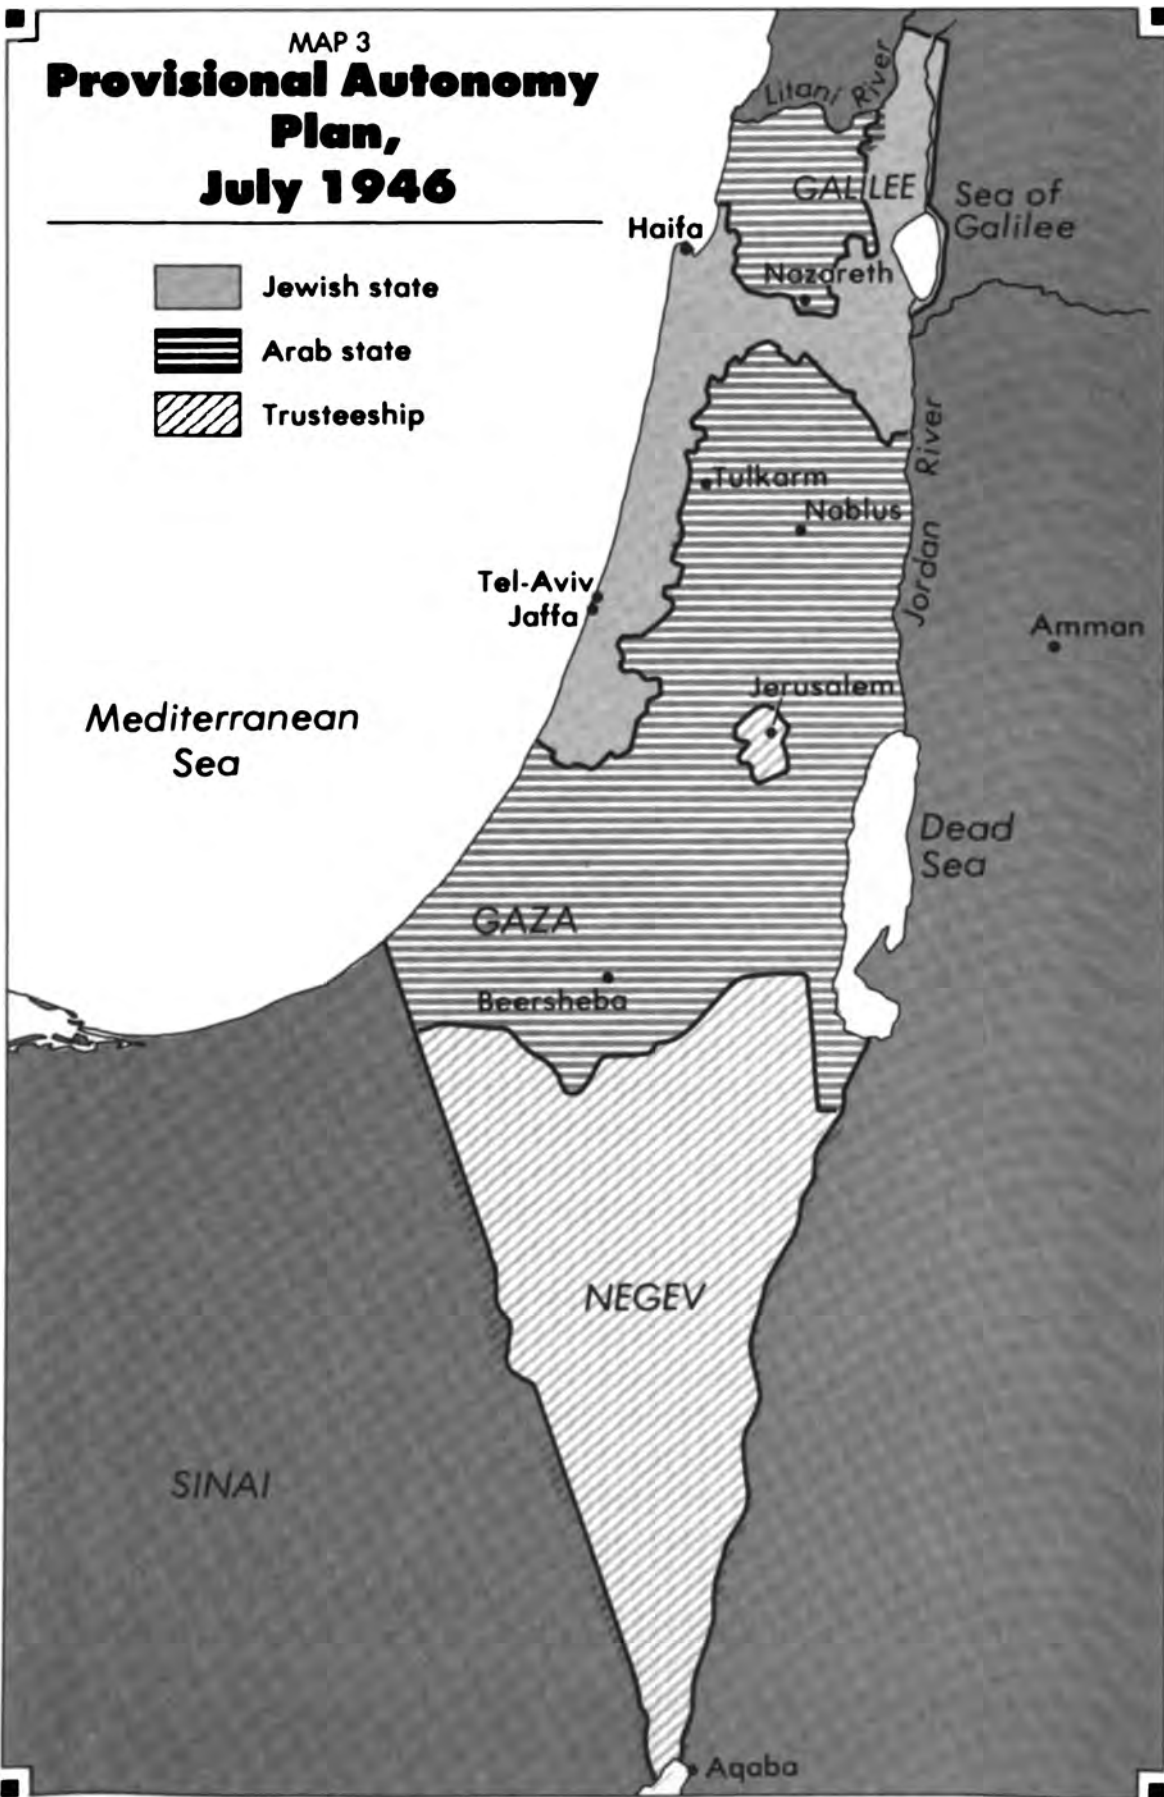 MAP 3
Provisional Autonomy
Plan,
July 1946
Jewish state
Arab state
Trusteeship
Litani River
GALILEE
Sea of
Galilee
Haifa
Nazareth
Jordan River
Tulkarm
Nablus
Tel-Aviv
Jaffa
Amman
Jerusalem
Mediterranean
Sea
Dead
Sea
GAZA
Beersheba
NEGEV
SINAI
Aqaba